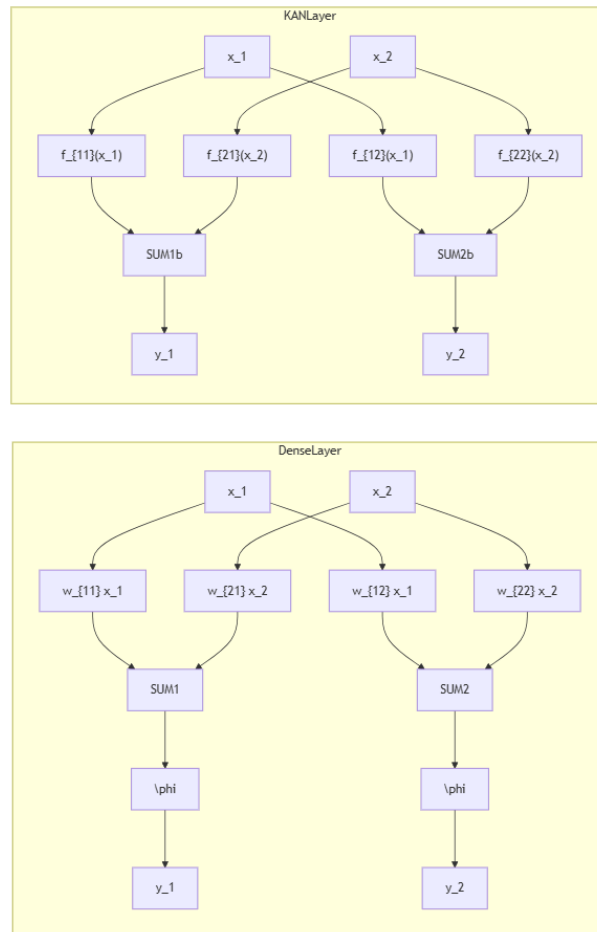 KANLayer
x_1
x_2
f_{11}(x_1)
f_{21}(x_2)
f_{12}(x_1)
f_{22}(x_2)
SUM1b
SUM2b
y_1
y_2
DenseLayer
x_1
x_2
w_{11} x_1
w_{21} x_2
w_{12} x_1
w_{22} x_2
SUM1
SUM2
\phi
\phi
y_1
y_2